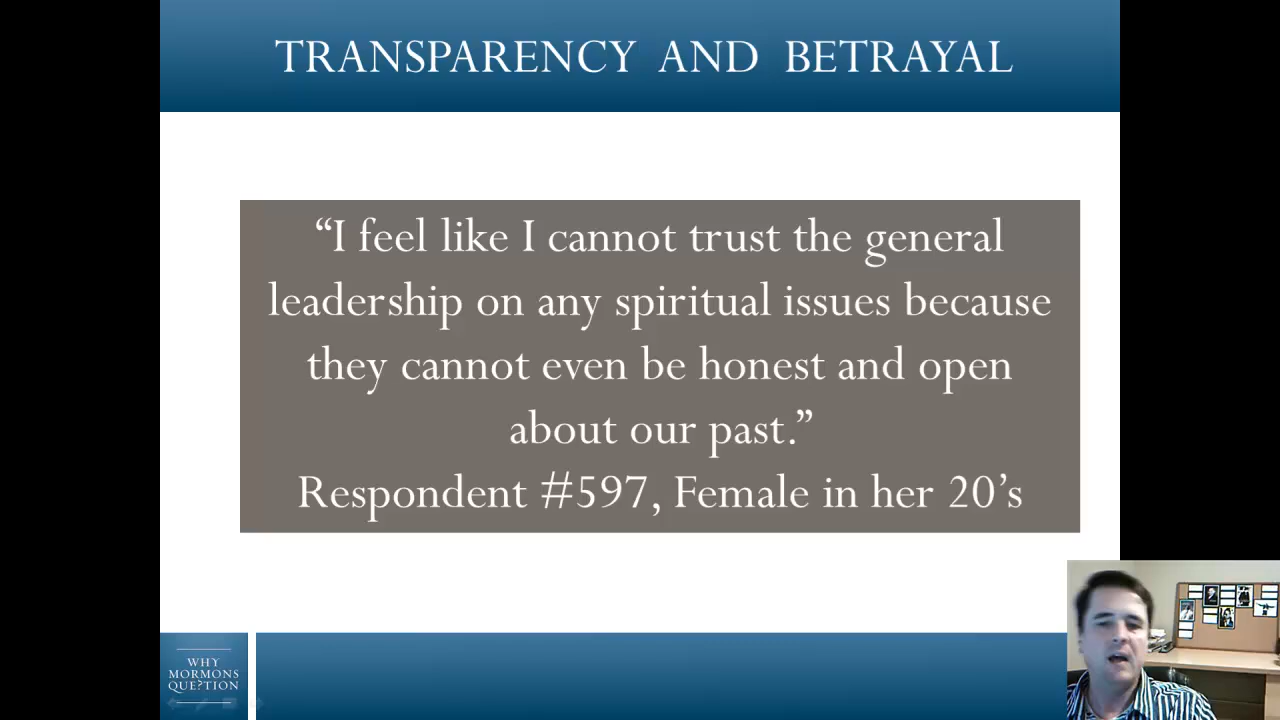 TRANSPARENCY AND BETRAYAL
“I feel like I cannot trust the general
leadership on any spiritual issues because
they cannot even be honest and open
about our past.”
Respondent #597, Female in her 20’s
WHY
MORMONS
QUE?TION